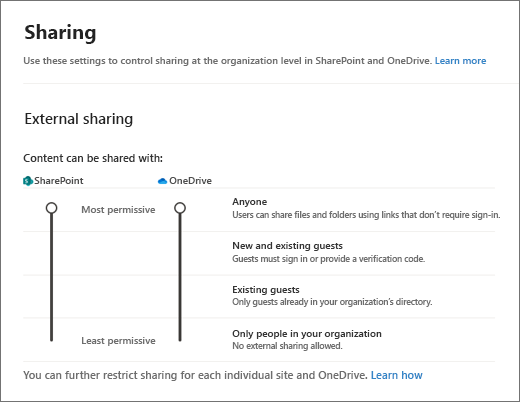 Sharing
Use these settings to control sharing at the organization level in SharePoint and OneDrive. Learn more
External sharing
Content can be shared with:
SharePoint OneDrive
Most permissive
Anyone
Users can share files and folders using links that don't require sign-in.
New and existing guests
Guests must sign in or provide a verification code.
Existing guests
Only guests already in your organization's directory.
Least permissive
Only people in your organization
No external sharing allowed.
You can further restrict sharing for each individual site and OneDrive. Learn how